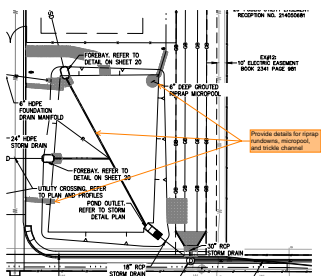 RECEPTION NO. 214050681
EX#12:
10' ELECTRIC EASEMENT
BOOK 2341 PAGE 981
FOREBAY. REFER TO
DETAIL ON SHEET 20
6" DEEP GROUTED
RIPRAP MICROPOOL
6" HDPE
FOUNDATION
DRAIN MANIFOLD
24" HDPE
STORM DRAIN
Provide details for riprap
rundowns, micropool,
and trickle channel
FOREBAY. REFER TO
DETAIL ON SHEET 20
UTILITY CROSSING, REFER
TO PLAN AND PROFILES
POND OUTLET.
REFER TO STORM
DETAIL PLAN
30" RCP
STORM DRAIN
18" RCP
STORM DRAIN